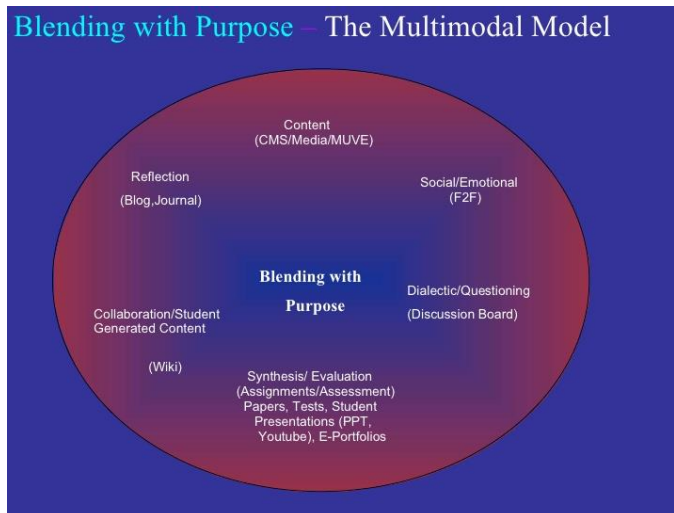 Blending with Purpose – The Multimodal Model
Content
(CMS/Media/MUVE)
Reflection
(Blog,Journal)
Social/Emotional
(F2F)
Blending with
Purpose
Dialectic/Questioning
(Discussion Board)
Collaboration/Student
Generated Content
(Wiki)
Synthesis/ Evaluation
(Assignments/Assessment)
Papers, Tests, Student
Presentations (PPT,
Youtube), E-Portfolios